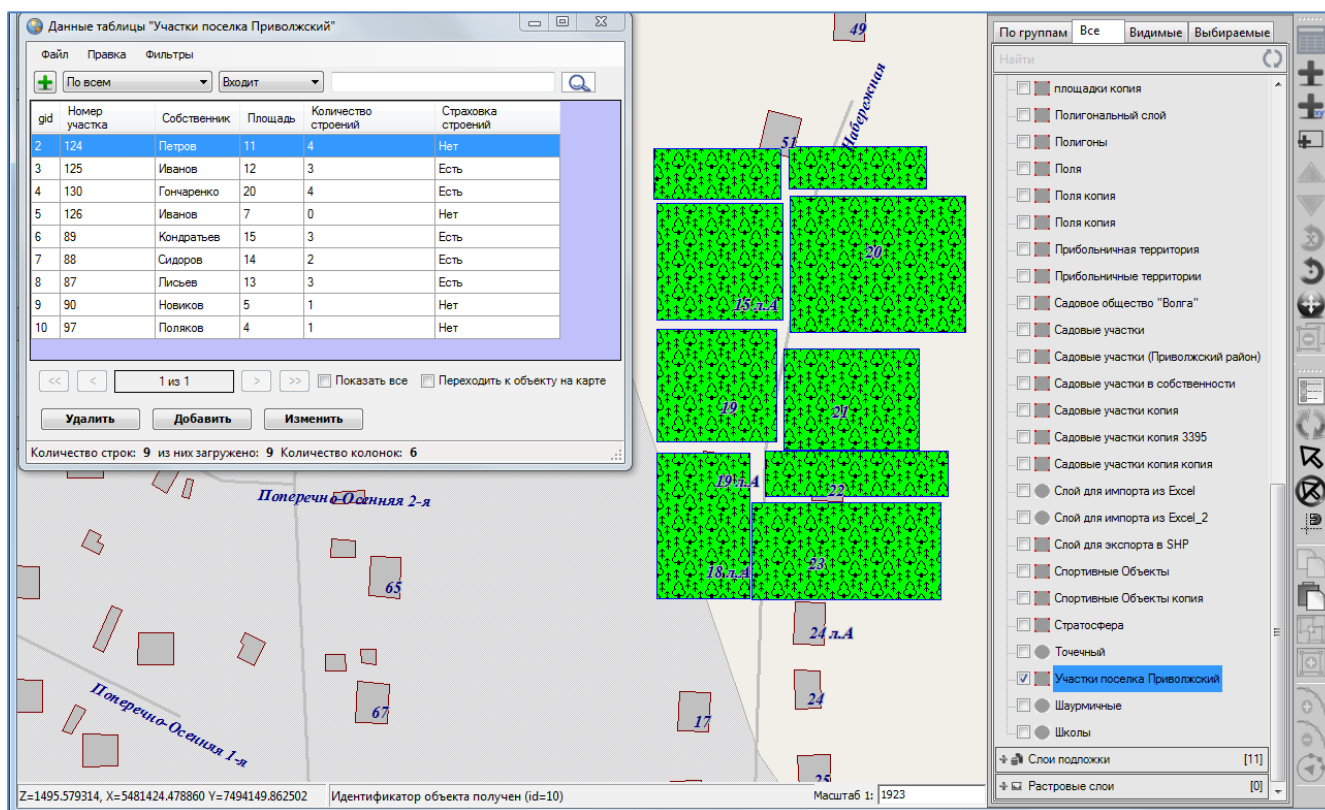 Данные таблицы "Участки поселка Приволжский"
Файл Правка Фильтры
По всем Входит
gid Номер участка Собственник Площадь Количество строений Страховка строений
2 124 Петров 11 4 Нет
3 125 Иванов 12 3 Есть
4 130 Гончаренко 20 4 Есть
5 126 Иванов 7 0 Нет
6 89 Кондратьев 15 3 Есть
7 88 Сидоров 14 2 Есть
8 87 Лисьев 13 3 Есть
9 90 Новиков 5 1 Нет
10 97 Поляков 4 1 Нет
<< < 1 из 1 > >> Показать все Переходить к объекту на карте
Удалить Добавить Изменить
Количество строк: 9 из них загружено: 9 Количество колонок: 6
49
Набережная
51
20
15 л.А
19
21
19 л.А
22
18 л.А
23
Поперечно-Осенняя 2-я
65
24 л.А
Поперечно-Осенняя 1-я
67
17
24
25
По группам Все Видимые Выбираемые
Найти
площадки копия
Полигональный слой
Полигоны
Поля
Поля копия
Поля копия
Прибольничная территория
Прибольничные территории
Садовое общество "Волга"
Садовые участки
Садовые участки (Приволжский район)
Садовые участки в собственности
Садовые участки копия
Садовые участки копия 3395
Садовые участки копия копия
Слой для импорта из Excel
Слой для импорта из Excel_2
Слой для экспорта в SHP
Спортивные Объекты
Спортивные Объекты копия
Стратосфера
Точечный
Участки поселка Приволжский
Шаурмичные
Школы
Слои подложки [11]
Растровые слои [0]
Z=1495.579314, X=5481424.478860 Y=7494149.862502 Идентификатор объекта получен (id=10) Масштаб 1: 1923